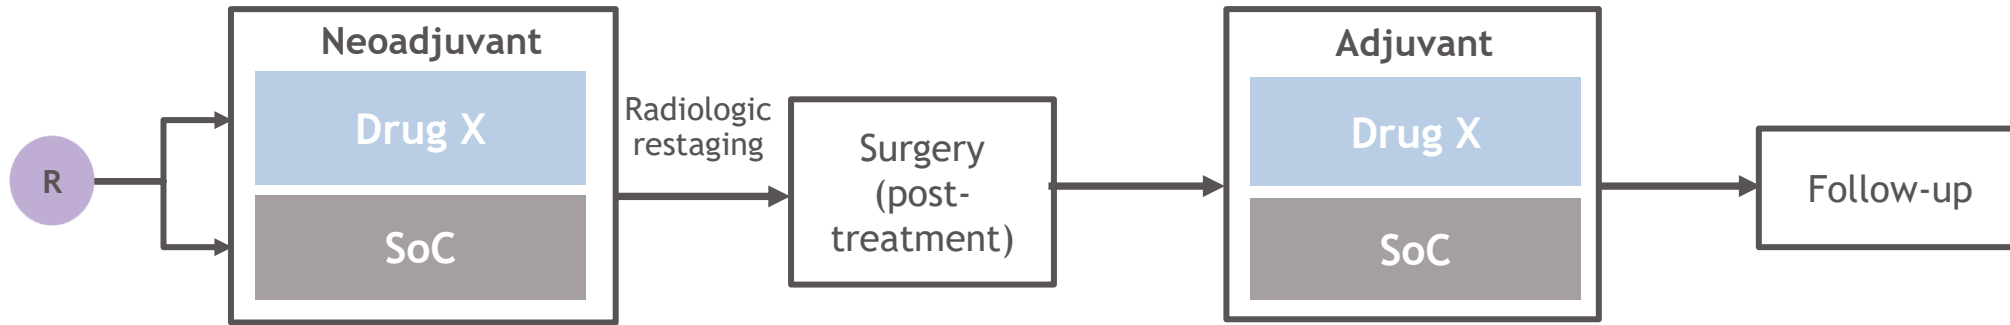 R
Neoadjuvant
Drug X
SoC
Radiologic
restaging
Surgery
(post-
treatment)
Adjuvant
Drug X
SoC
Follow-up